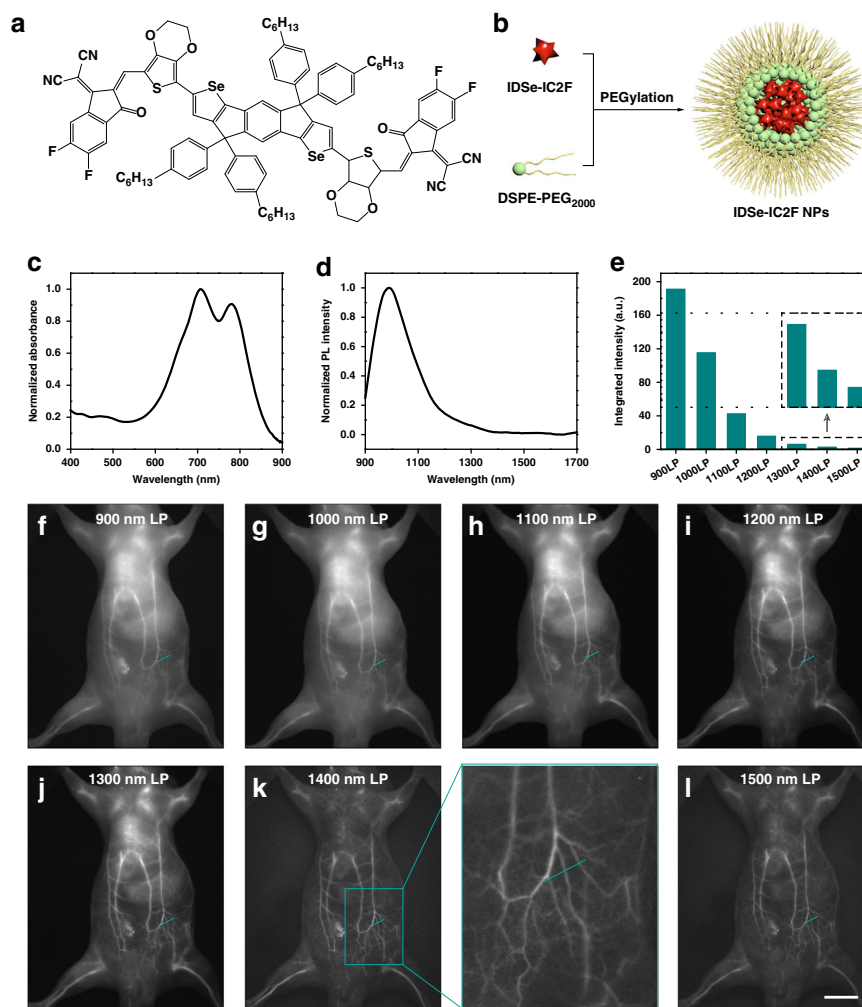 a
C₆H₁₃
C₆H₁₃
CN
CN
O
O
S
O
F
F
Se
Se
F
F
O
S
CN
CN
NC
O
O
C₆H₁₃
C₆H₁₃
b
IDSe-IC2F
PEGylation
DSPE-PEG₂₀₀₀
IDSe-IC2F NPs
c
Normalized absorbance
1.0
0.8
0.6
0.4
0.2
0.0
400 500 600 700 800 900
Wavelength (nm)
d
Normalized PL intensity
1.0
0.8
0.6
0.4
0.2
0.0
900 1100 1300 1500 1700
Wavelength (nm)
e
Integrated intensity (a.u.)
200
160
120
80
40
0
900LP 1000LP 1100LP 1200LP 1300LP 1400LP 1500LP
f 900 nm LP
g 1000 nm LP
h 1100 nm LP
i 1200 nm LP
j 1300 nm LP
k 1400 nm LP
l 1500 nm LP